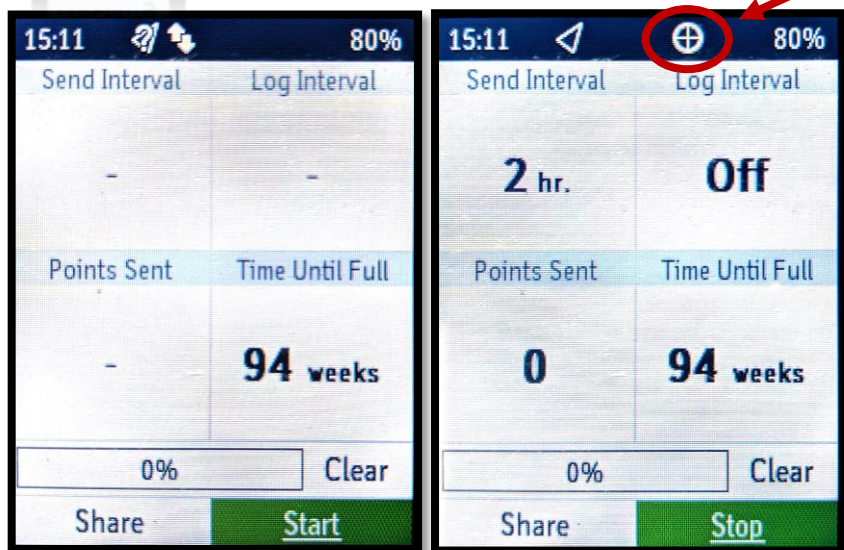 15:11 80%
Send Interval Log Interval
- -
Points Sent Time Until Full
- 94 weeks
0% Clear
Share Start
15:11 80%
Send Interval Log Interval
2 hr. Off
Points Sent Time Until Full
0 94 weeks
0% Clear
Share Stop